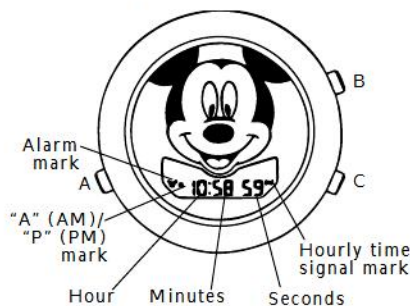 B
Alarm
mark
A
C
10:58 59
"A" (AM)/
"P" (PM)
mark
Hourly time
signal mark
Hour
Minutes
Seconds